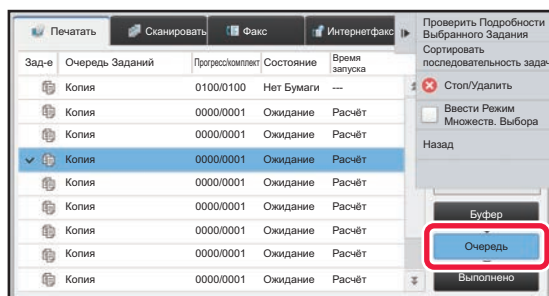 Печатать Сканировать Факс Интернетфакс
Зад-е Очередь Заданий Прогресс/комплект Состояние Время запуска
Копия 0100/0100 Нет Бумаги ---
Копия 0000/0001 Ожидание Расчёт
Копия 0000/0001 Ожидание Расчёт
Копия 0000/0001 Ожидание Расчёт
Копия 0000/0001 Ожидание Расчёт
Копия 0000/0001 Ожидание Расчёт
Копия 0000/0001 Ожидание Расчёт
Копия 0000/0001 Ожидание Расчёт
Копия 0000/0001 Ожидание Расчёт
Проверить Подробности
Выбранного Задания
Сортировать
последовательность задач
Стоп/Удалить
Ввести Режим
Множеств. Выбора
Назад
Буфер
Очередь
Выполнено